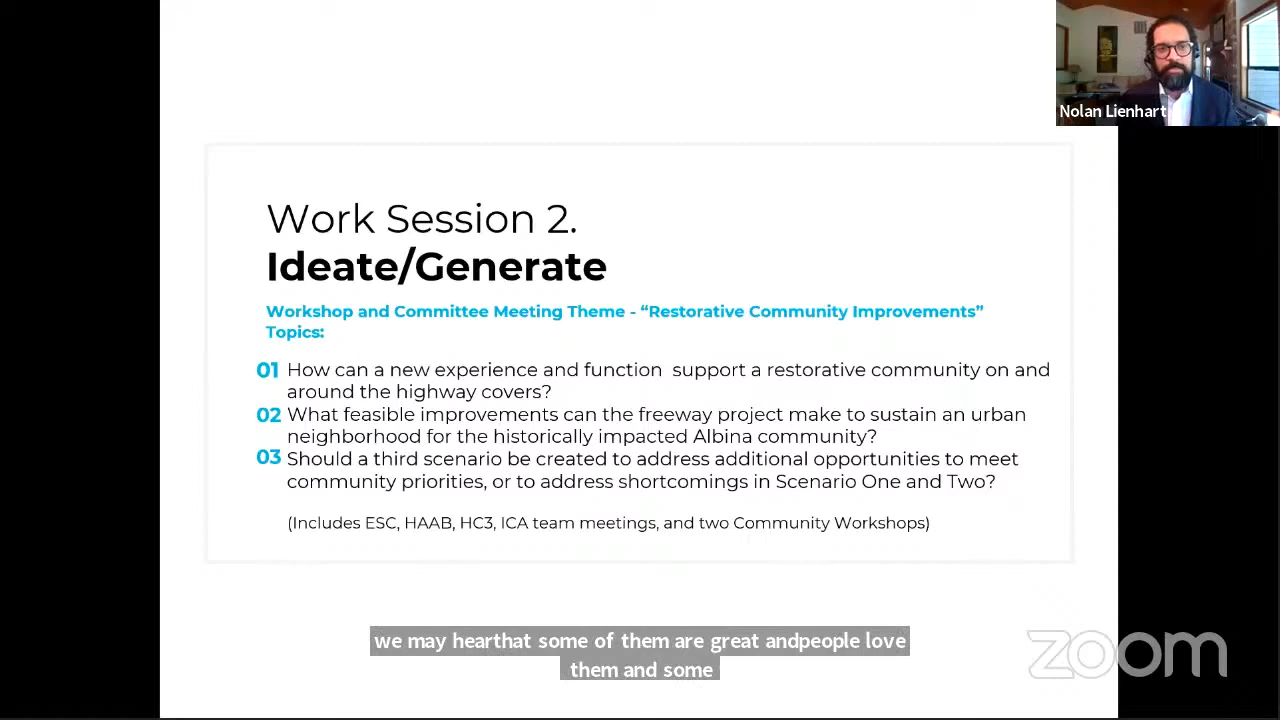 Nolan Lienhart
Work Session 2.
Ideate/Generate
Workshop and Committee Meeting Theme - “Restorative Community Improvements”
Topics:
01 How can a new experience and function support a restorative community on and
around the highway covers?
02 What feasible improvements can the freeway project make to sustain an urban
neighborhood for the historically impacted Albina community?
03 Should a third scenario be created to address additional opportunities to meet
community priorities, or to address shortcomings in Scenario One and Two?
(Includes ESC, HAAB, HC3, ICA team meetings, and two Community Workshops)
we may hearthat some of them are great andpeople love
them and some
zoom